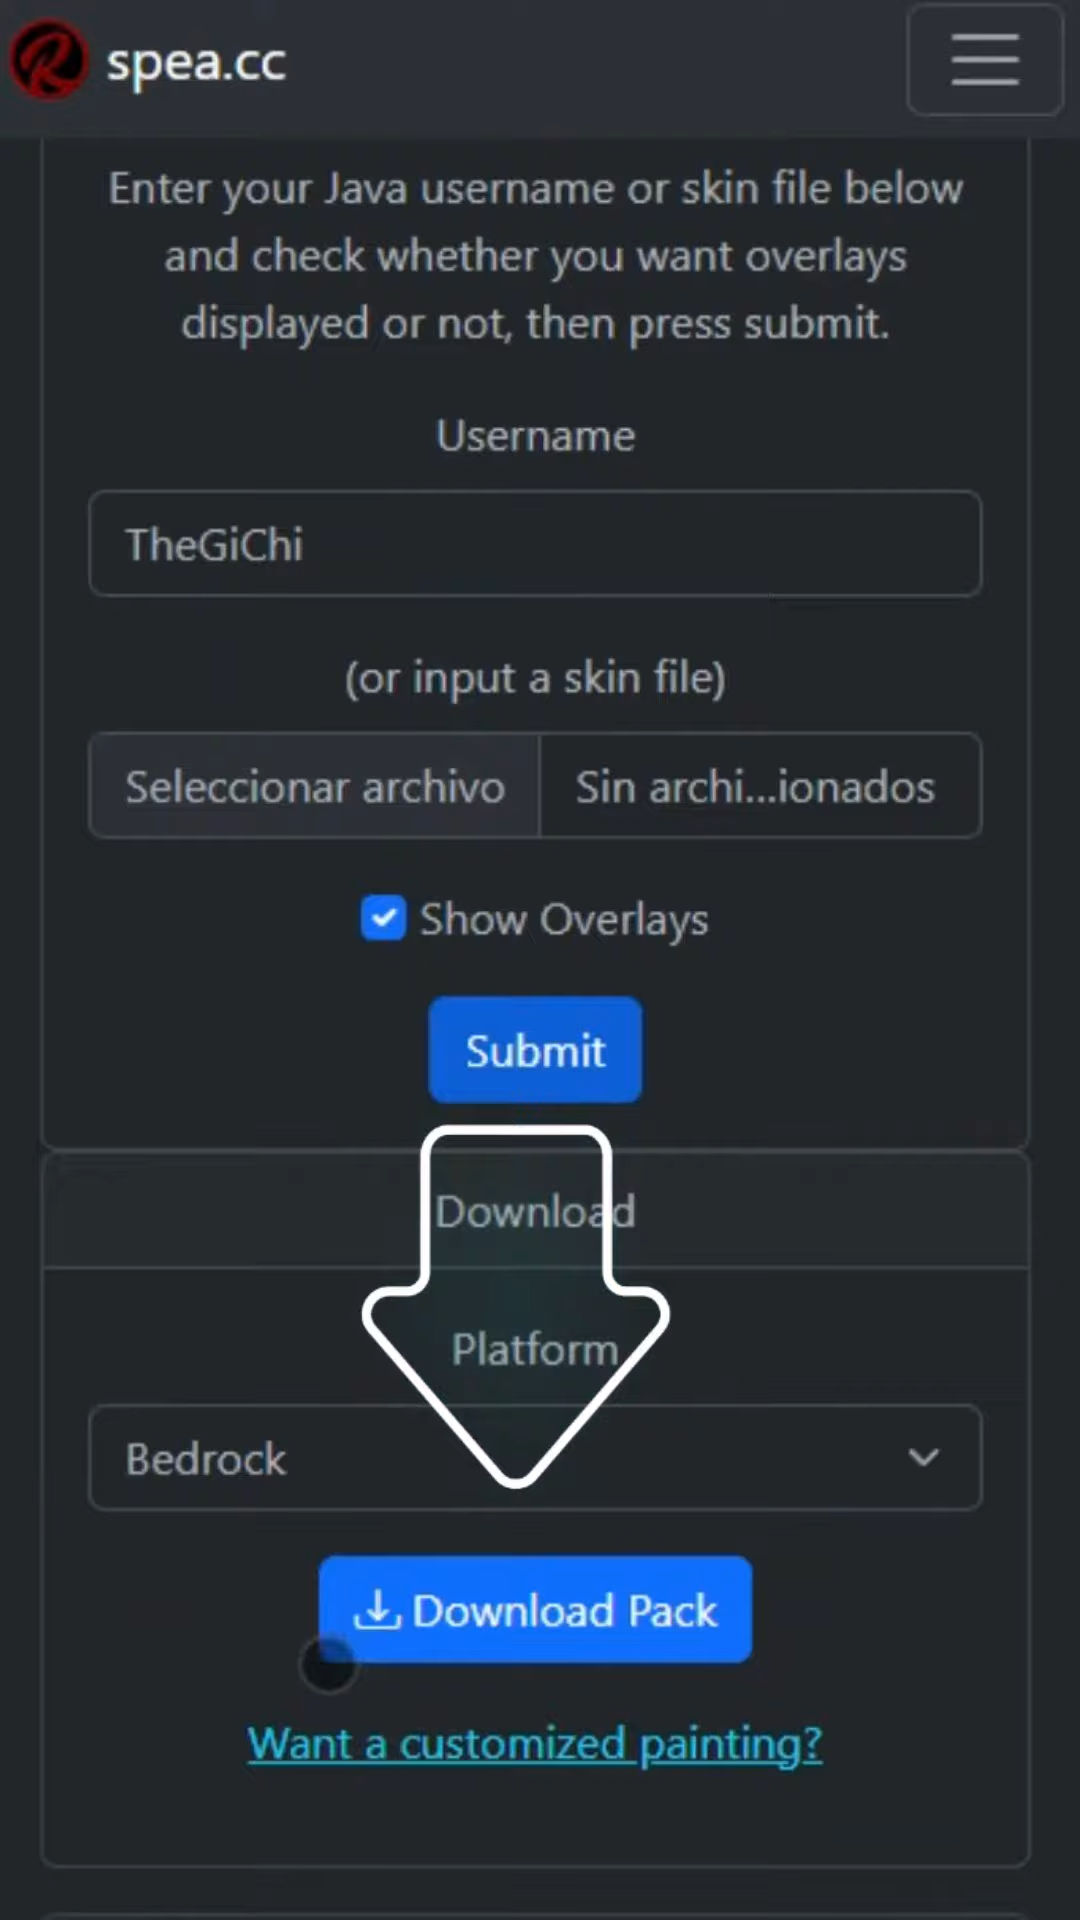 spea.cc
Enter your Java username or skin file below
and check whether you want overlays
displayed or not, then press submit.
Username
TheGiChi
(or input a skin file)
Seleccionar archivo
Sin archi...ionados
Show Overlays
Submit
Download
Platform
Bedrock
Download Pack
Want a customized painting?